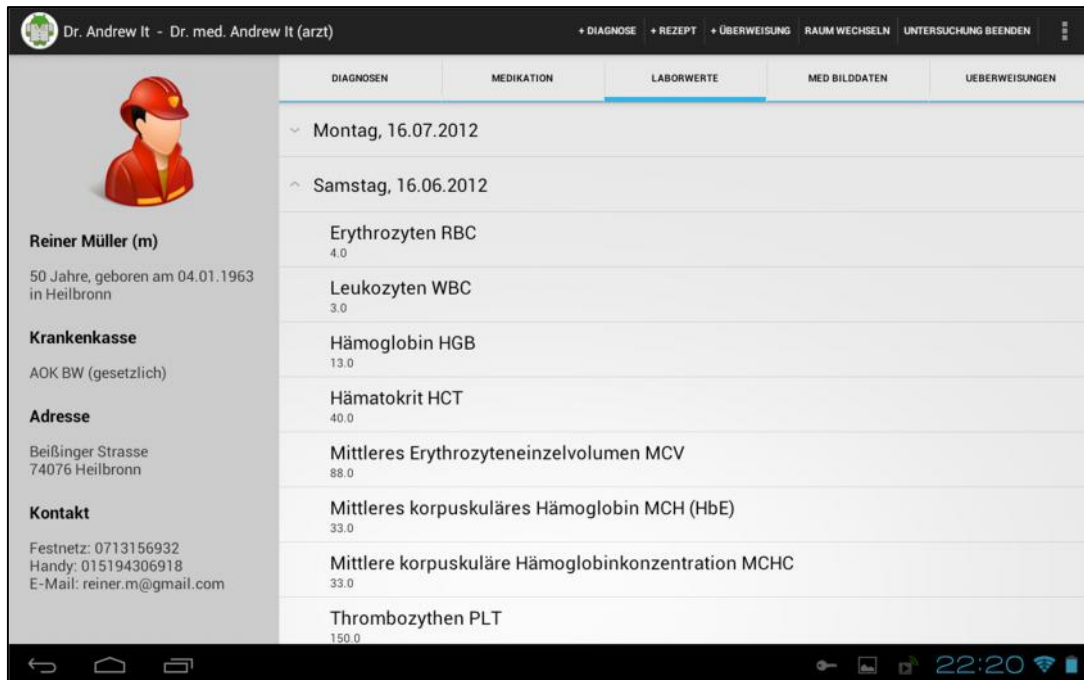 Dr. Andrew It - Dr. med. Andrew It (arzt)
+ DIAGNOSE
+ REZEPT
+ ÜBERWEISUNG
RAUM WECHSELN
UNTERSUCHUNG BEENDEN
Reiner Müller (m)
50 Jahre, geboren am 04.01.1963
in Heilbronn
Krankenkasse
AOK BW (gesetzlich)
Adresse
Beißinger Strasse
74076 Heilbronn
Kontakt
Festnetz: 0713156932
Handy: 015194306918
E-Mail: reiner.m@gmail.com
DIAGNOSEN
MEDIKATION
LABORWERTE
MED BILDDATEN
UEBERWEISUNGEN
Montag, 16.07.2012
Samstag, 16.06.2012
Erythrozyten RBC
4.0
Leukozyten WBC
3.0
Hämoglobin HGB
13.0
Hämatokrit HCT
40.0
Mittleres Erythrozyteneinzelvolumen MCV
88.0
Mittleres korpuskuläres Hämoglobin MCH (HbE)
33.0
Mittlere korpuskuläre Hämoglobinkonzentration MCHC
33.0
Thrombozythen PLT
150.0
22:20